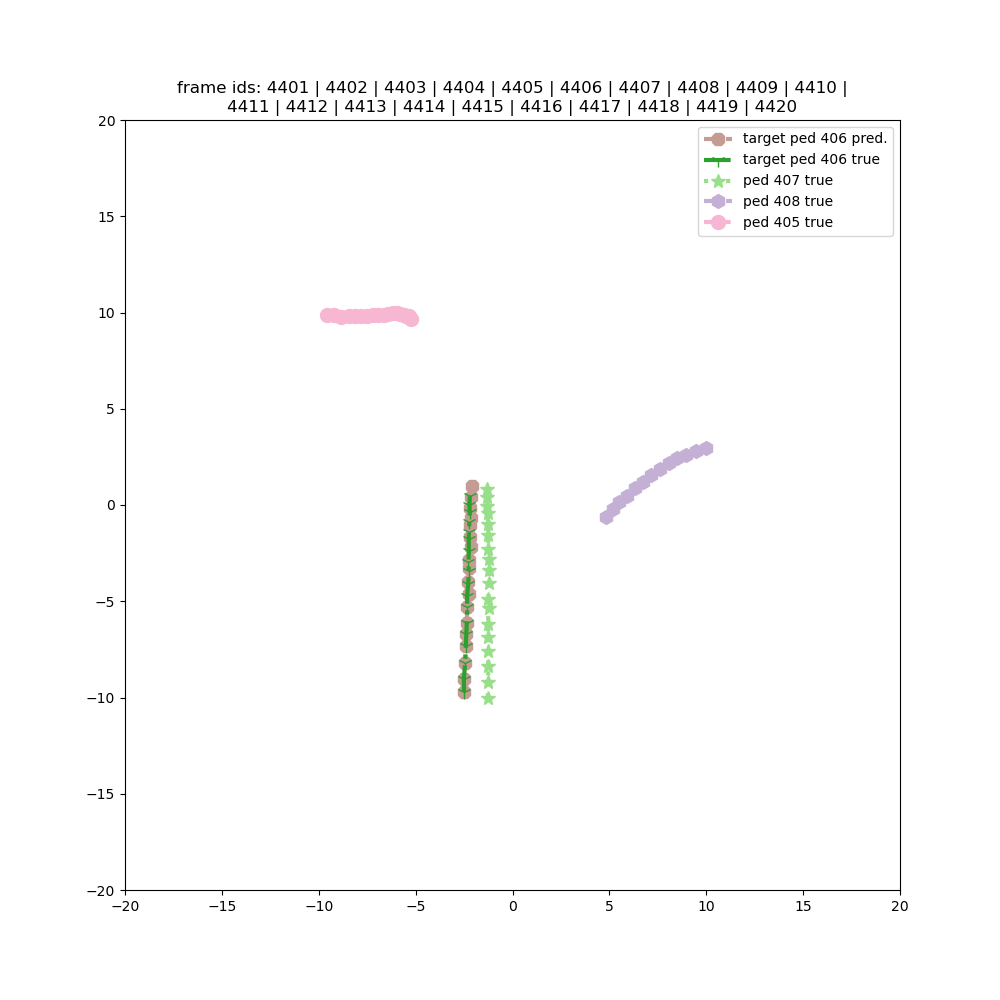 frame ids: 4401 | 4402 | 4403 | 4404 | 4405 | 4406 | 4407 | 4408 | 4409 | 4410 |
4411 | 4412 | 4413 | 4414 | 4415 | 4416 | 4417 | 4418 | 4419 | 4420
target ped 406 pred.
target ped 406 true
ped 407 true
ped 408 true
ped 405 true
20
15
10
5
0
−5
−10
−15
−20
−20 −15 −10 −5 0 5 10 15 20